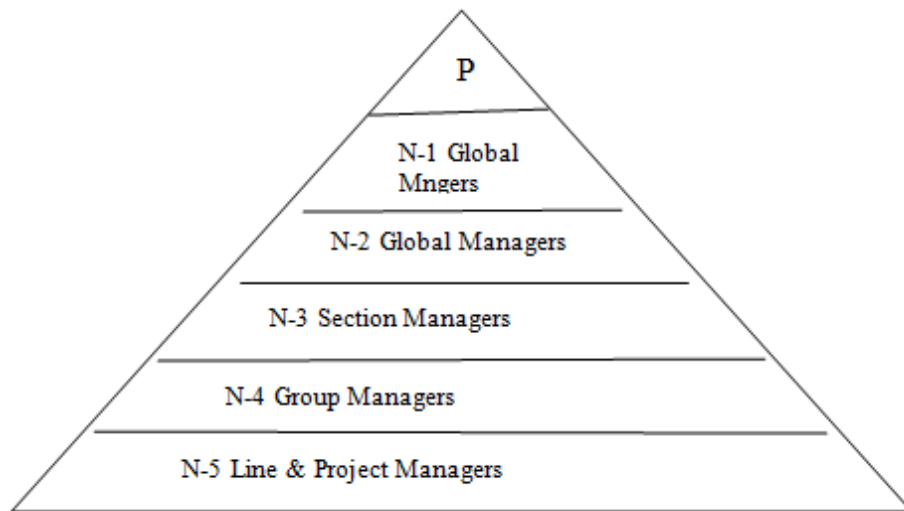 P
N-1 Global
Mngers
N-2 Global Managers
N-3 Section Managers
N-4 Group Managers
N-5 Line & Project Managers